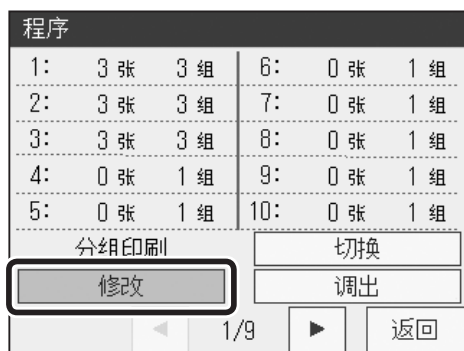 程序
1: 3 张 3 组 6: 0 张 1 组
2: 3 张 3 组 7: 0 张 1 组
3: 3 张 3 组 8: 0 张 1 组
4: 0 张 1 组 9: 0 张 1 组
5: 0 张 1 组 10: 0 张 1 组
分组印刷 切换
修改 调出
◀ 1/9 ▶ 返回